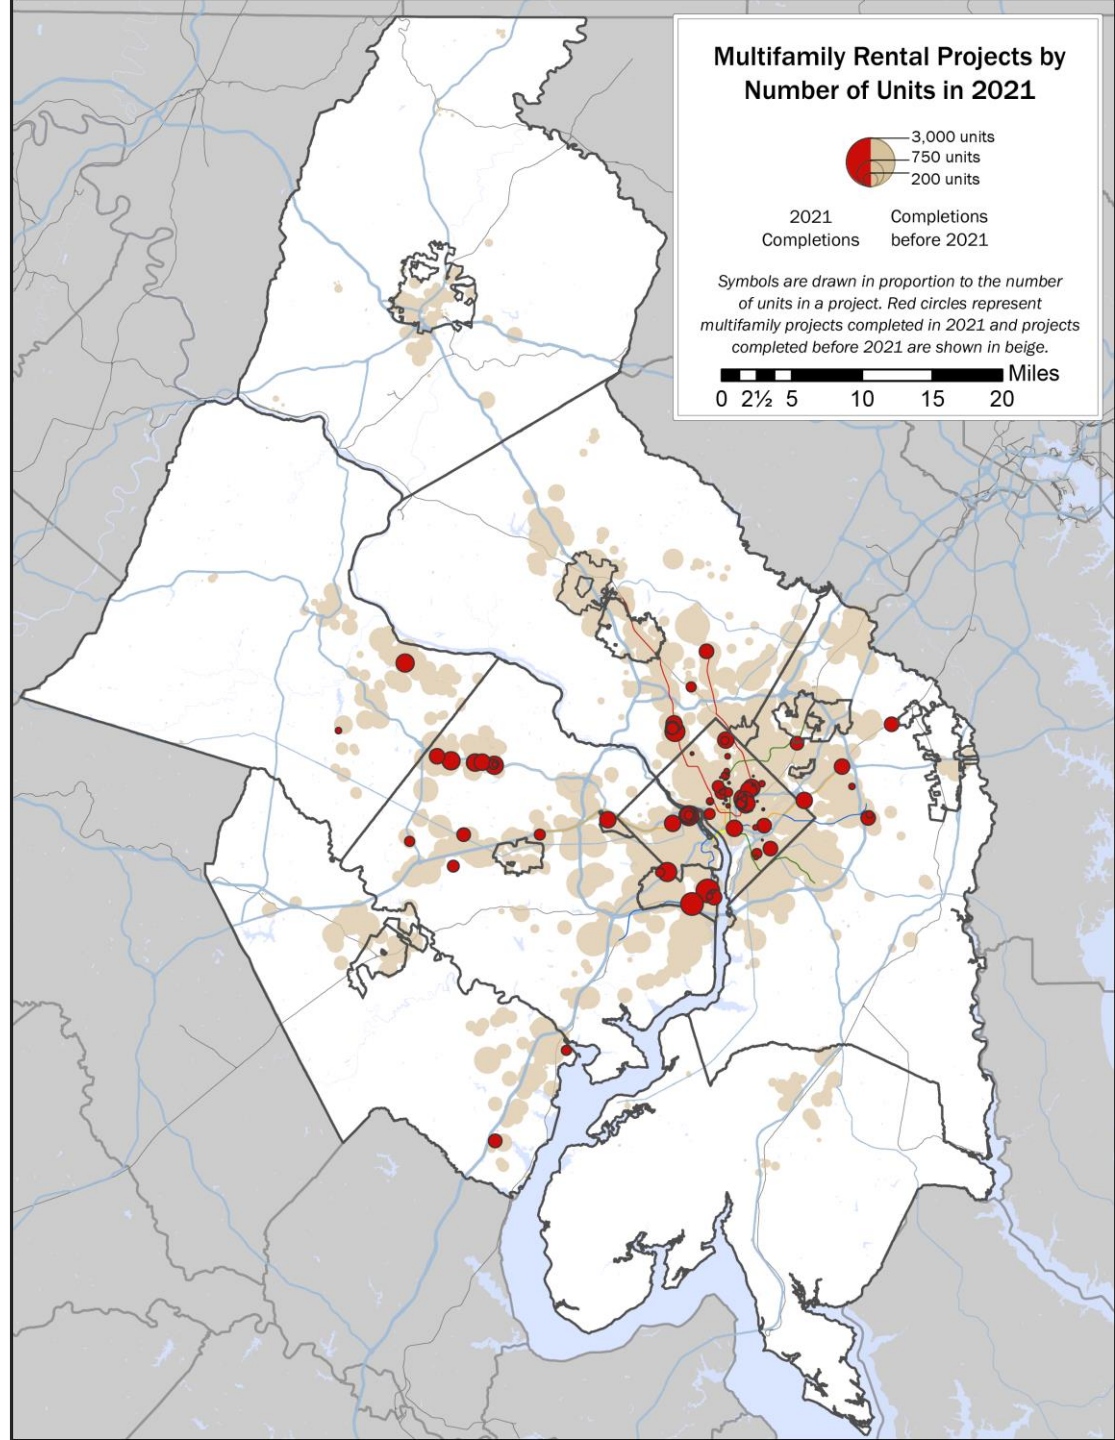 Multifamily Rental Projects by
Number of Units in 2021
3,000 units
750 units
200 units
2021
Completions
Completions
before 2021
Symbols are drawn in proportion to the number
of units in a project. Red circles represent
multifamily projects completed in 2021 and projects
completed before 2021 are shown in beige.
Miles
0 2½ 5 10 15 20